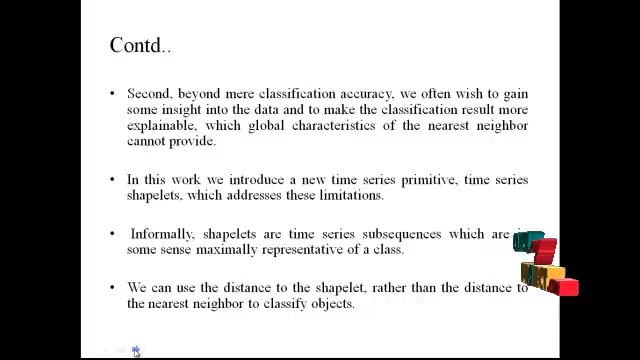 Contd..
• Second, beyond mere classification accuracy, we often wish to gain
some insight into the data and to make the classification result more
explainable, which global characteristics of the nearest neighbor
cannot provide.
• In this work we introduce a new time series primitive, time series
shapelets, which addresses these limitations.
• Informally, shapelets are time series subsequences which are
some sense maximally representative of a class.
• We can use the distance to the shapelet, rather than the distance to
the nearest neighbor to classify objects.